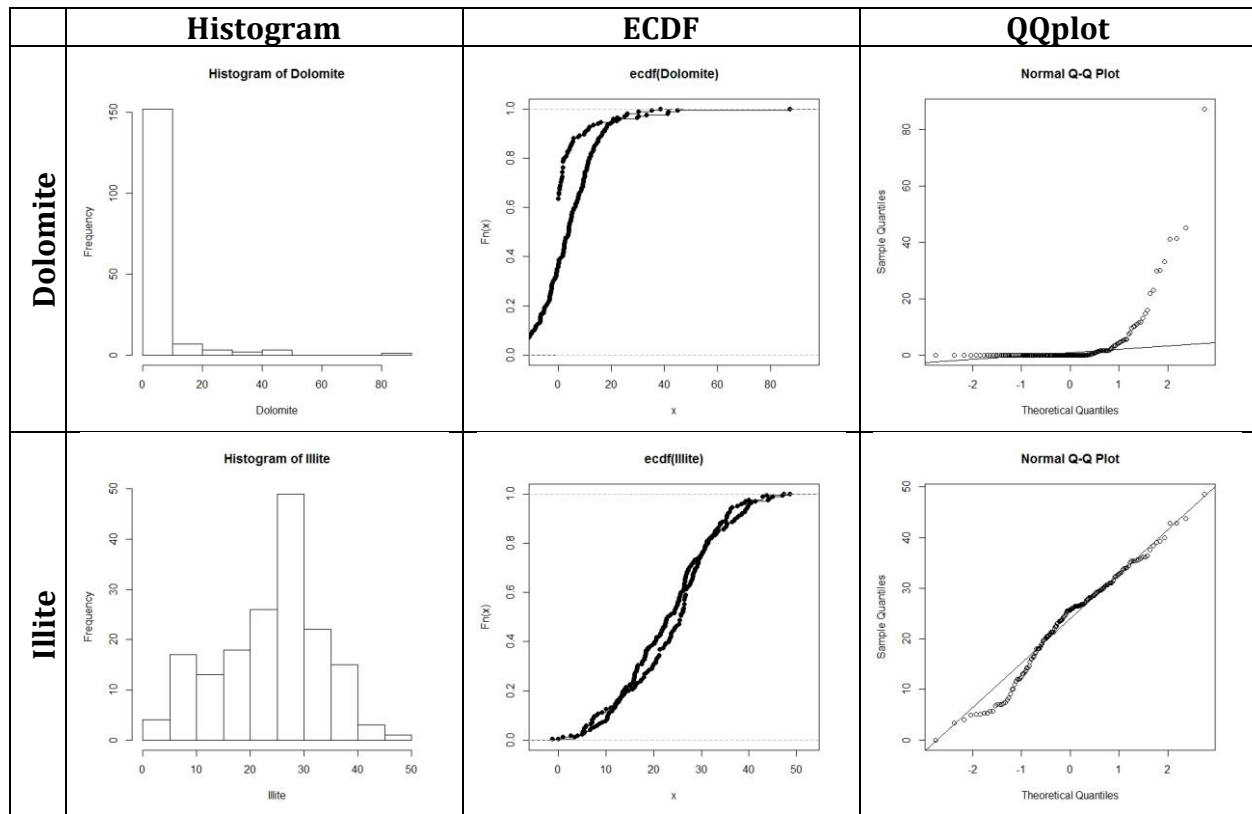 Histogram ECDF QQplot
Dolomite
Histogram of Dolomite
Frequency
0 50 100 150
0 20 40 60 80
Dolomite
ecdf(Dolomite)
Fn(x)
0.0 0.2 0.4 0.6 0.8 1.0
0 20 40 60 80
x
Normal Q-Q Plot
Sample Quantiles
0 20 40 60 80
-2 -1 0 1 2
Theoretical Quantiles
Illite
Histogram of Illite
Frequency
0 10 20 30 40 50
0 10 20 30 40 50
Illite
ecdf(Illite)
Fn(x)
0.0 0.2 0.4 0.6 0.8 1.0
0 10 20 30 40 50
x
Normal Q-Q Plot
Sample Quantiles
0 10 20 30 40 50
-2 -1 0 1 2
Theoretical Quantiles